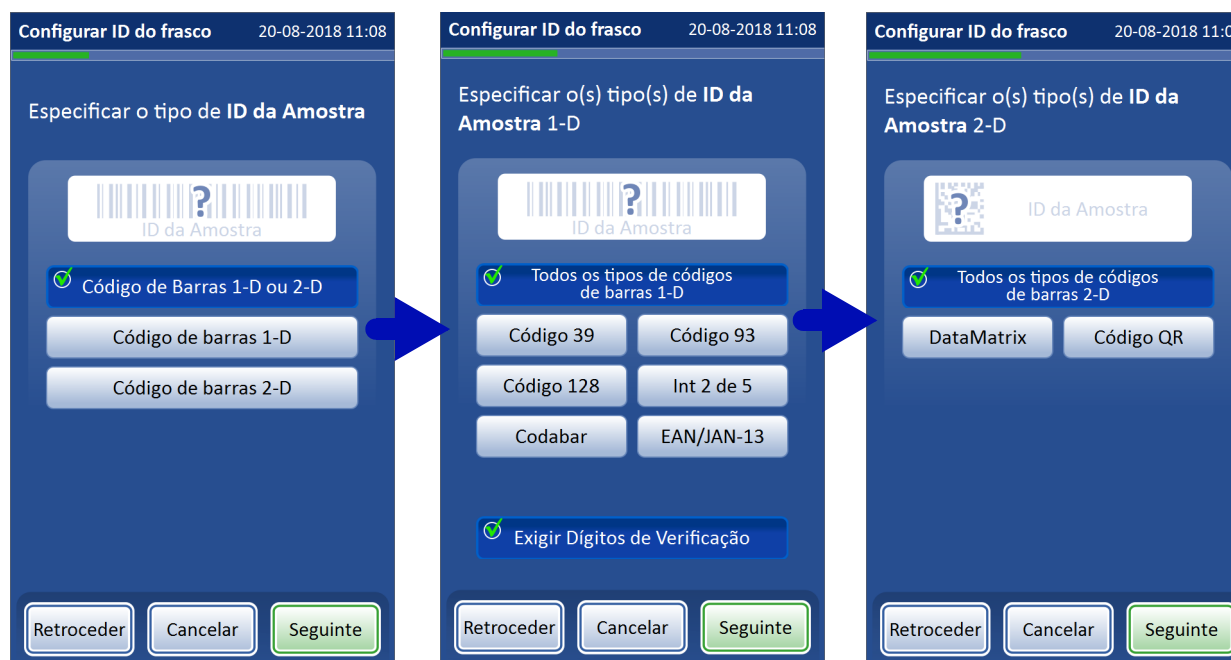 Configurar ID do frasco 20-08-2018 11:08
Especificar o tipo de ID da Amostra
?
ID da Amostra
Código de Barras 1-D ou 2-D
Código de barras 1-D
Código de barras 2-D
Retroceder Cancelar Seguinte
Configurar ID do frasco 20-08-2018 11:08
Especificar o(s) tipo(s) de ID da
Amostra 1-D
?
ID da Amostra
Todos os tipos de códigos
de barras 1-D
Código 39 Código 93
Código 128 Int 2 de 5
Codabar EAN/JAN-13
Exigir Dígitos de Verificação
Retroceder Cancelar Seguinte
Configurar ID do frasco 20-08-2018 11:0
Especificar o(s) tipo(s) de ID da
Amostra 2-D
? ID da Amostra
Todos os tipos de códigos
de barras 2-D
DataMatrix Código QR
Retroceder Cancelar Seguinte